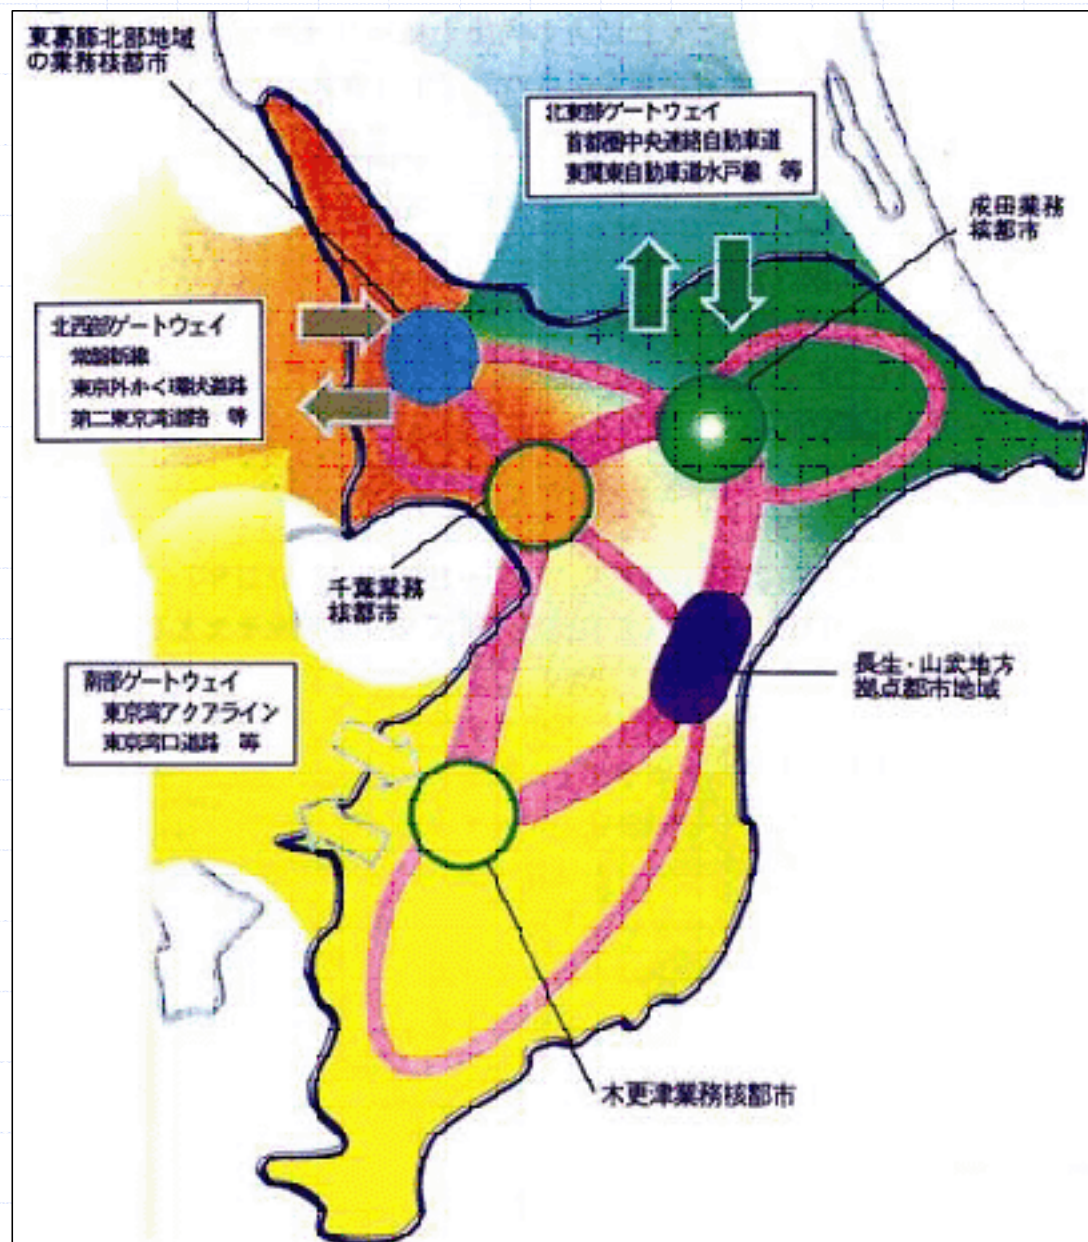 東葛飾北部地域
の業務核都市
北東部ゲートウェイ
首都圏中央連絡自動車道
東関東自動車道水戸線 等
成田業務
核都市
北西部ゲートウェイ
常磐新線
東京外かく環状道路
第二東京湾道路 等
千葉業務
核都市
南部ゲートウェイ
東京湾アクアライン
東京湾口道路 等
長生・山武地方
拠点都市地域
木更津業務核都市